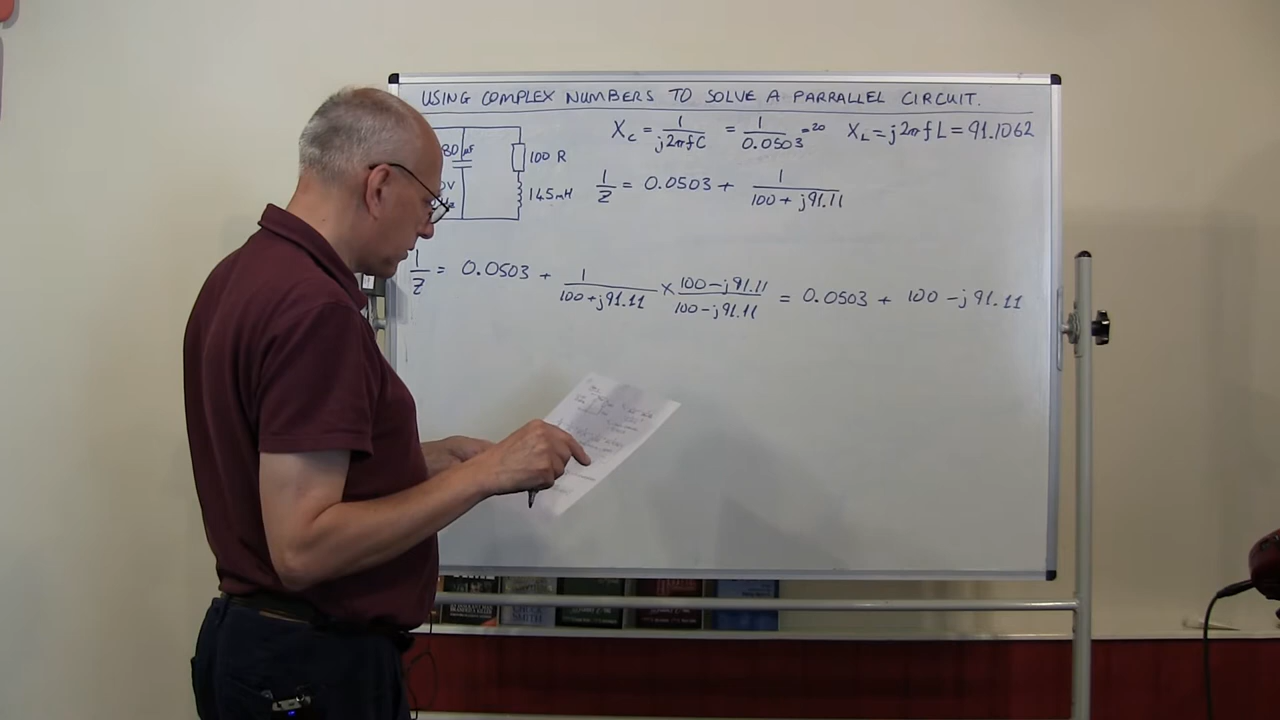 USING COMPLEX NUMBERS TO SOLVE A PARRALLEL CIRCUIT.
X_C = 1/j2πfC = 1/0.0503 = 20 X_L = j2πfL = 91.1062
80 μF 100 R
145mH 1/Z = 0.0503 + 1/(100 + j91.11)
1/Z = 0.0503 + 1/(100 + j91.11) × (100 - j91.11)/(100 - j91.11) = 0.0503 + 100 - j91.11